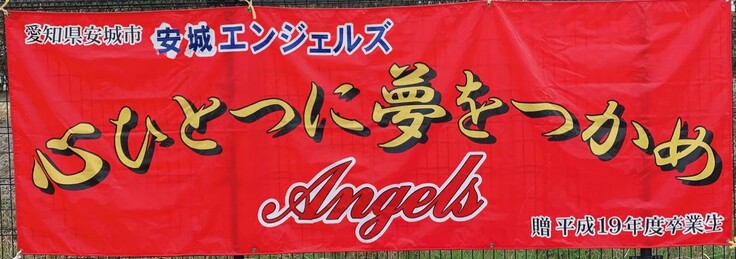 愛知県安城市 安城エンジェルズ
心ひとつに夢をつかめ
Angels
贈 平成19年度卒業生